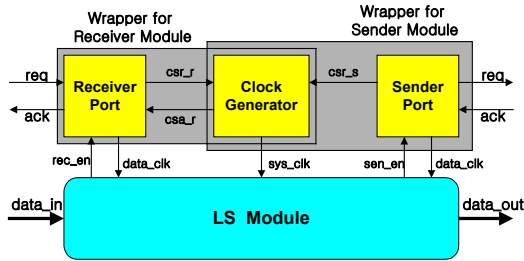 Wrapper for
Receiver Module
Wrapper for
Sender Module
req
ack
Receiver
Port
csr_r
csa_r
Clock
Generator
csr_s
Sender
Port
req
ack
rec_en
data_clk
sys_clk
sen_en
data_clk
data_in
LS Module
data_out